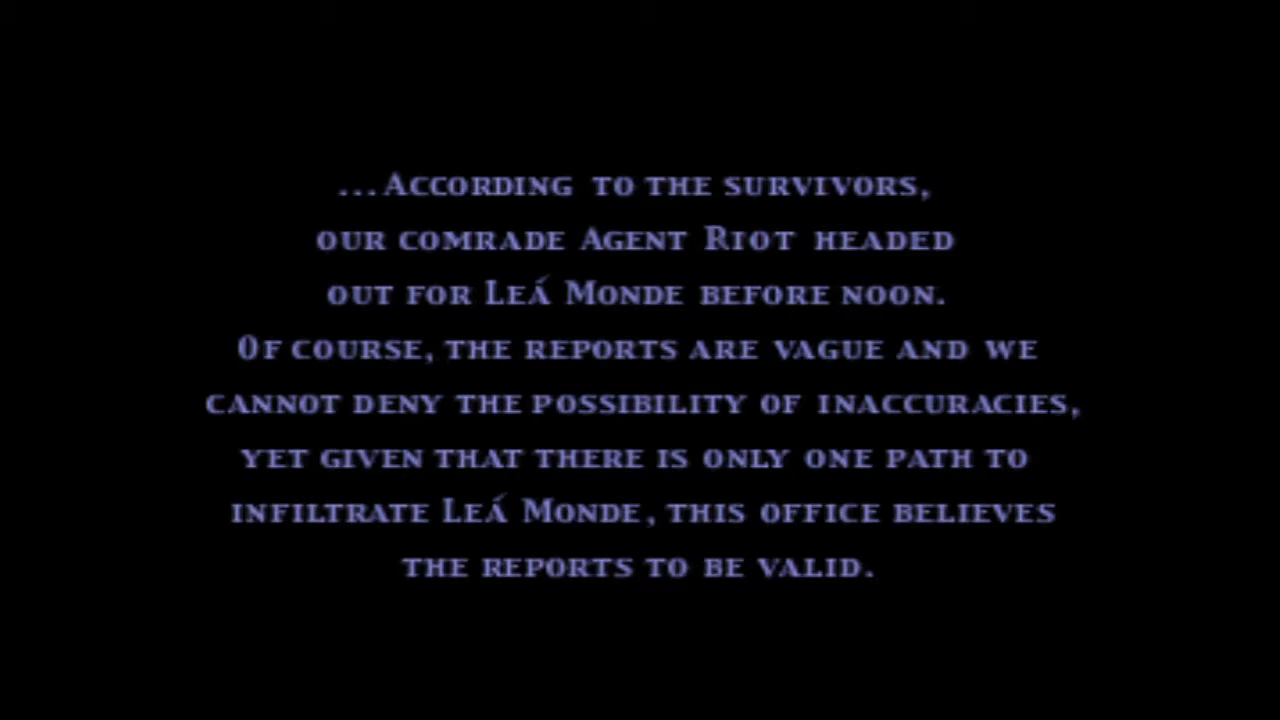 ...According to the survivors,
our comrade Agent Riot headed
out for Leá Monde before noon.
Of course, the reports are vague and we
cannot deny the possibility of inaccuracies,
yet given that there is only one path to
infiltrate Leá Monde, this office believes
the reports to be valid.